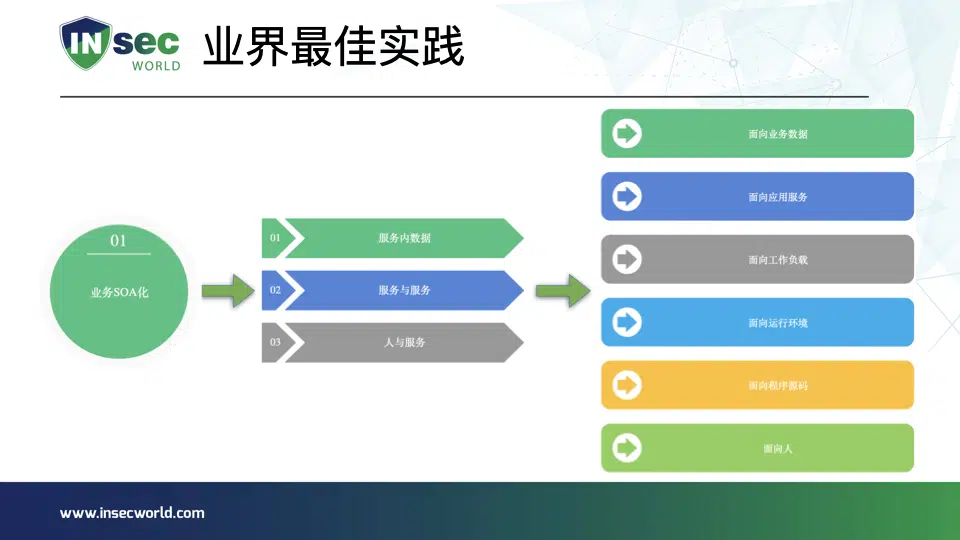 INsec
WORLD
业界最佳实践
01
业务SOA化
01
服务内数据
02
服务与服务
03
人与服务
面向业务数据
面向应用服务
面向工作负载
面向运行环境
面向程序源码
面向人
www.insecworld.com